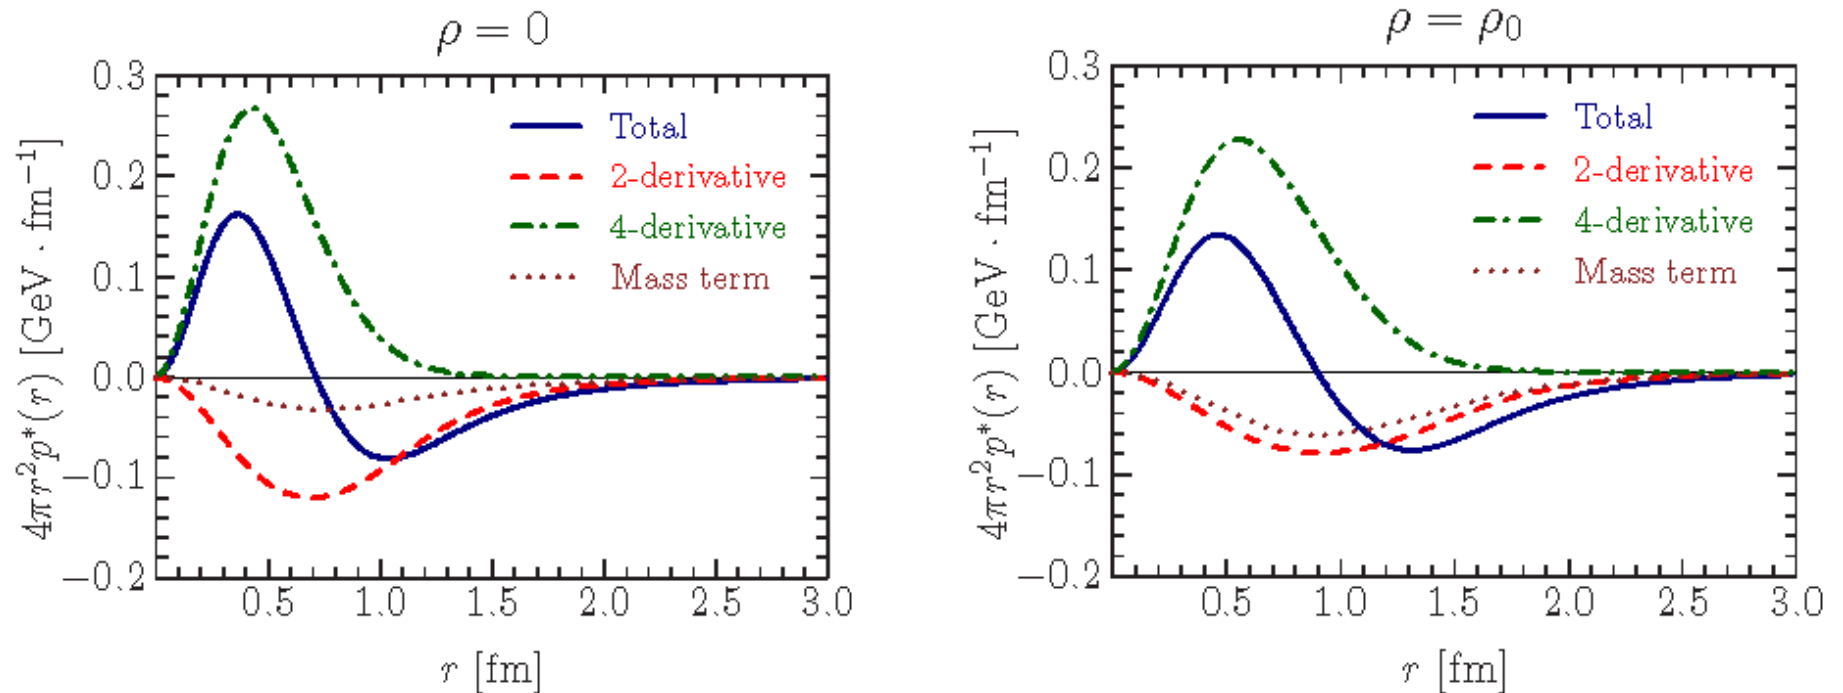 ρ = 0
4πr²p*(r) [GeV · fm⁻¹]
0.3
0.2
0.1
0.0
−0.1
−0.2
Total
2-derivative
4-derivative
Mass term
0.5 1.0 1.5 2.0 2.5 3.0
r [fm]
ρ = ρ₀
4πr²p*(r) [GeV · fm⁻¹]
0.3
0.2
0.1
0.0
−0.1
−0.2
Total
2-derivative
4-derivative
Mass term
0.5 1.0 1.5 2.0 2.5 3.0
r [fm]